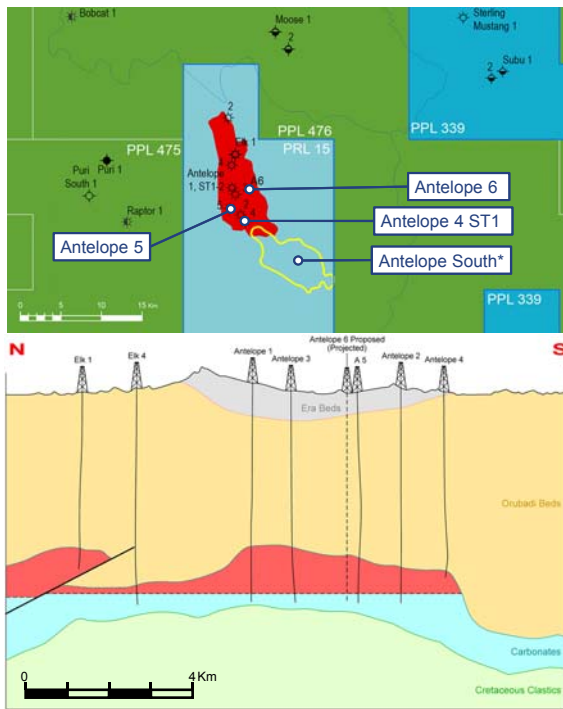 Bobcat 1
Moose 1
2
Sterling
Mustang 1
Subu 1
2
PPL 339
2
PPL 476
PRL 15
PPL 475
Elk 1
4
Puri 1
Puri
South 1
Antelope
1, ST1-2
A 6
Antelope 6
Raptor 1
5
2
4
Antelope 4 ST1
Antelope 5
Antelope South*
PPL 339
0 5 10 15 Km
N
S
Elk 1
Elk 4
Antelope 1
Antelope 3
Antelope 6 Proposed
(Projected)
A 5
Antelope 2
Antelope 4
Era Beds
Orubadi Beds
Carbonates
Cretaceous Clastics
0 4 Km